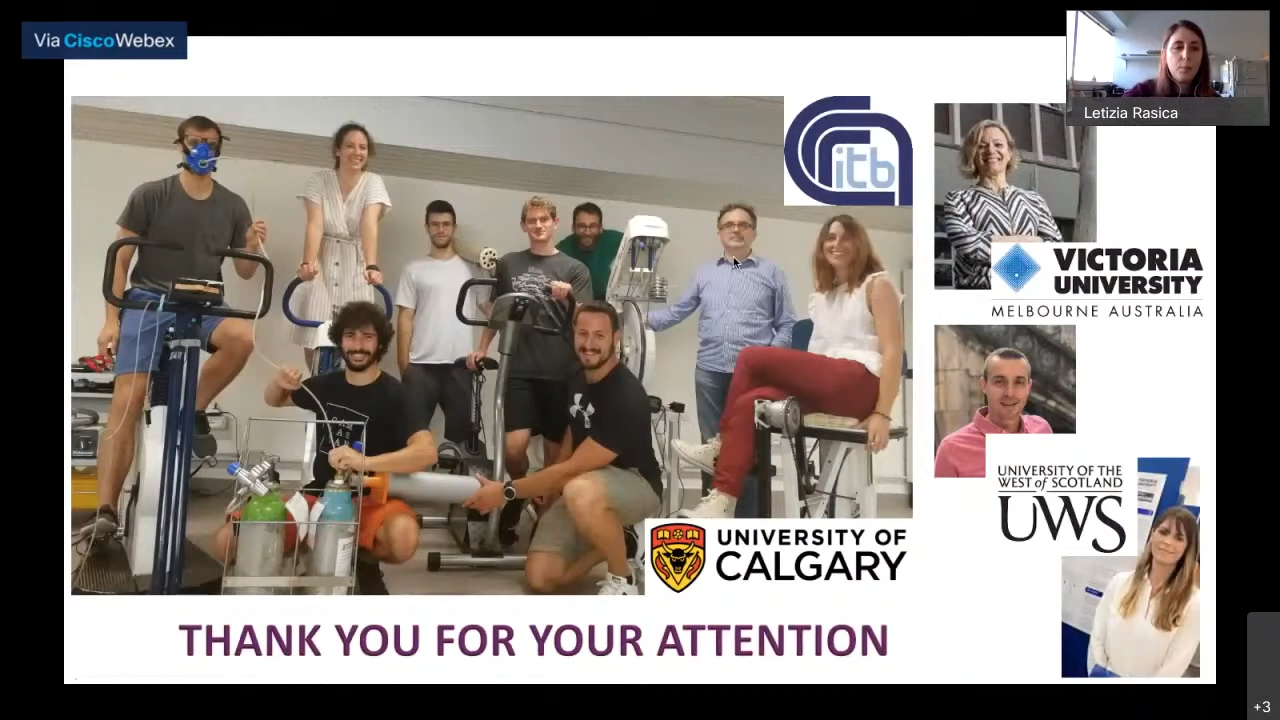 Via CiscoWebex
Letizia Rasica
itb
VICTORIA
UNIVERSITY
MELBOURNE AUSTRALIA
UNIVERSITY OF THE
WEST of SCOTLAND
UWS
UNIVERSITY OF
CALGARY
THANK YOU FOR YOUR ATTENTION
+3